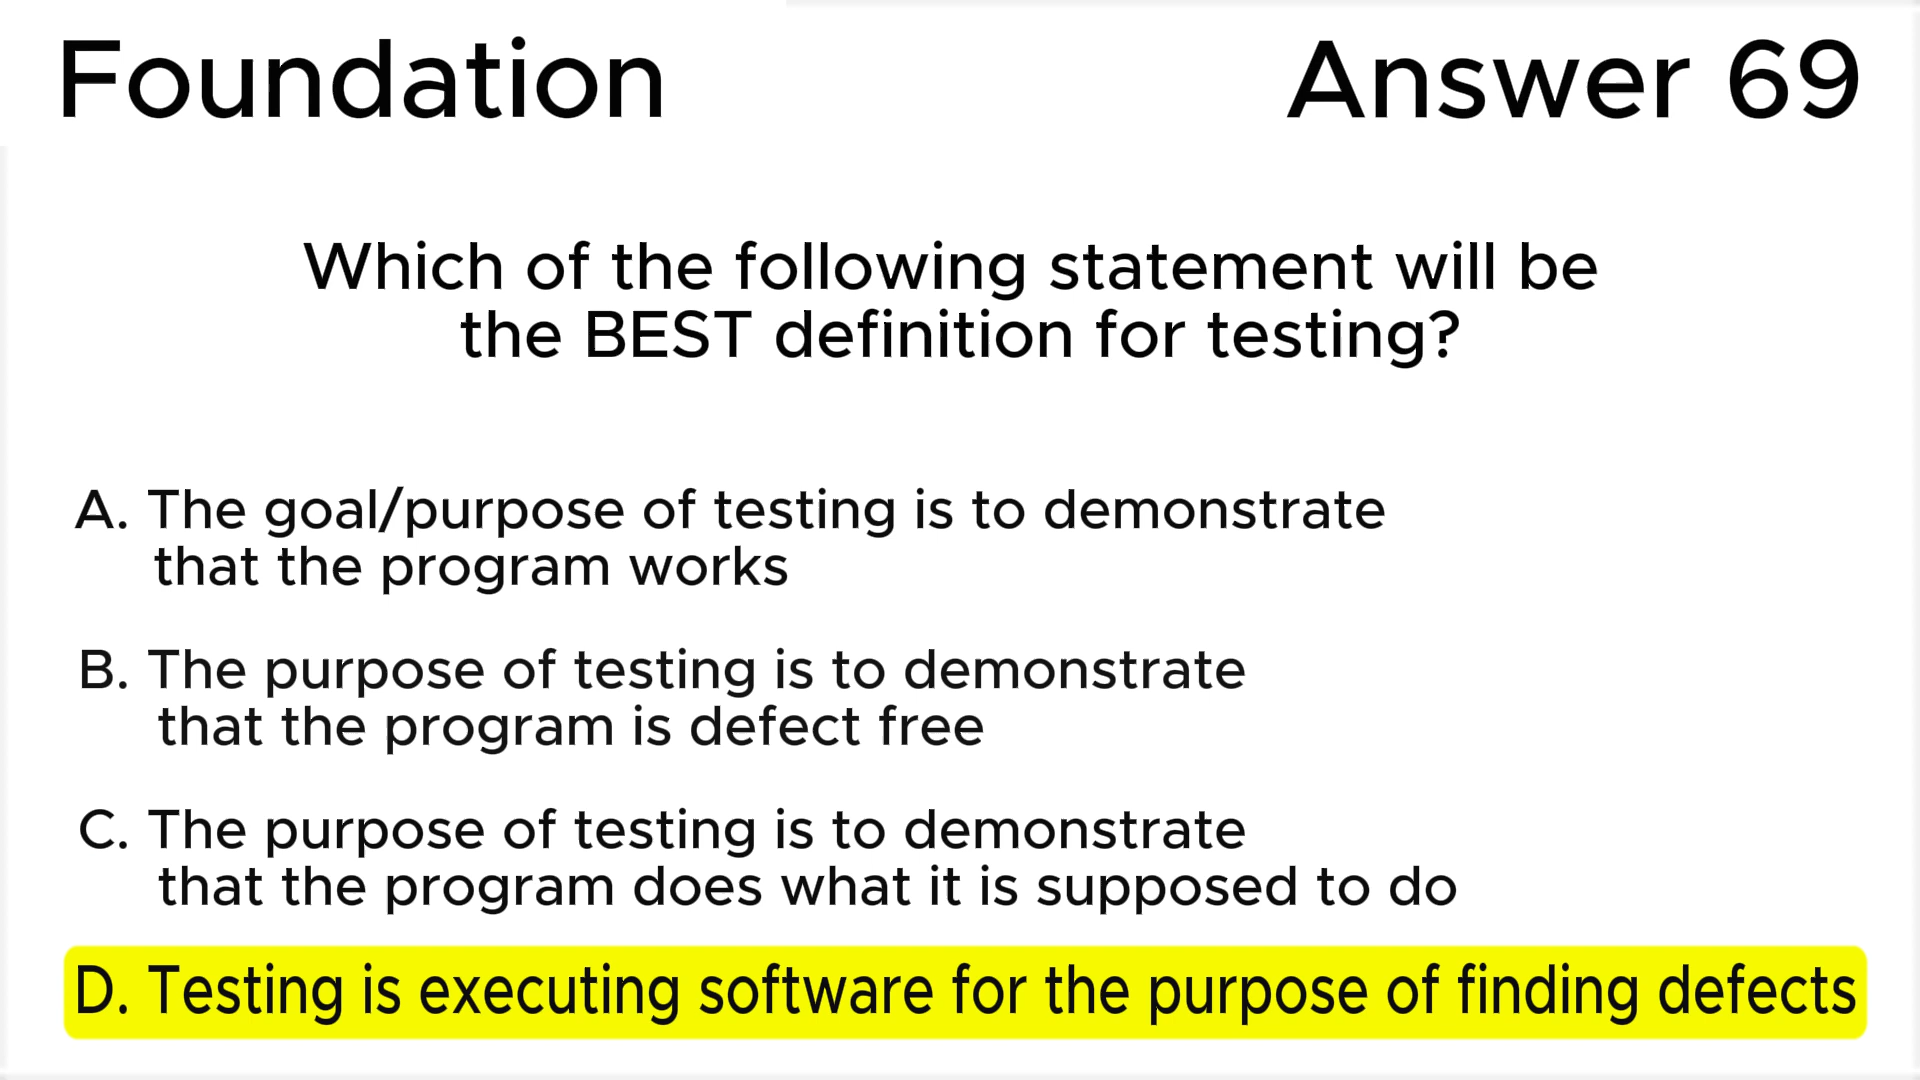 Foundation
Answer 69
Which of the following statement will be
the BEST definition for testing?
A. The goal/purpose of testing is to demonstrate
that the program works
B. The purpose of testing is to demonstrate
that the program is defect free
C. The purpose of testing is to demonstrate
that the program does what it is supposed to do
D. Testing is executing software for the purpose of finding defects